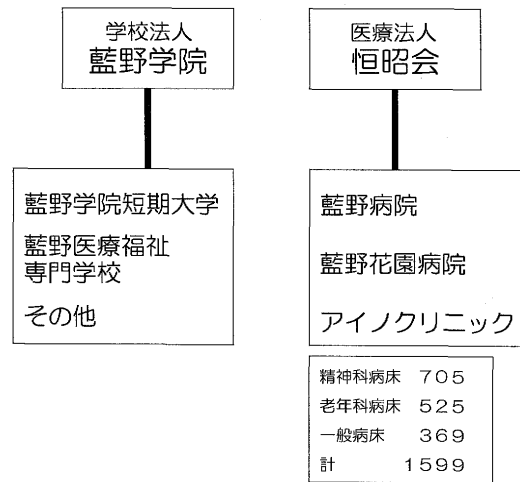 学校法人
藍野学院
藍野学院短期大学
藍野医療福祉
専門学校
その他
医療法人
恒昭会
藍野病院
藍野花園病院
アイノクリニック
精神科病床 705
老年科病床 525
一般病床 369
計 1599